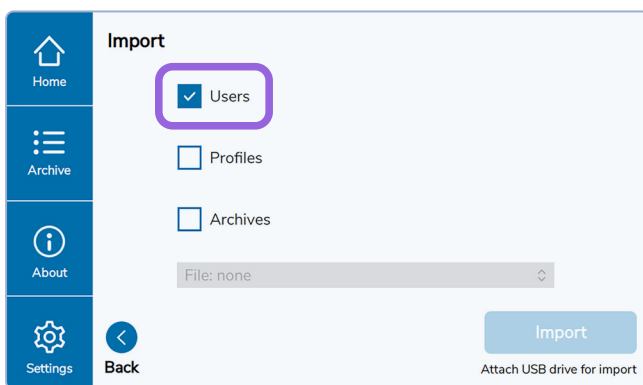 Import
Home
Users
Profiles
Archive
Archives
About
File: none
Import
Settings
Back
Attach USB drive for import